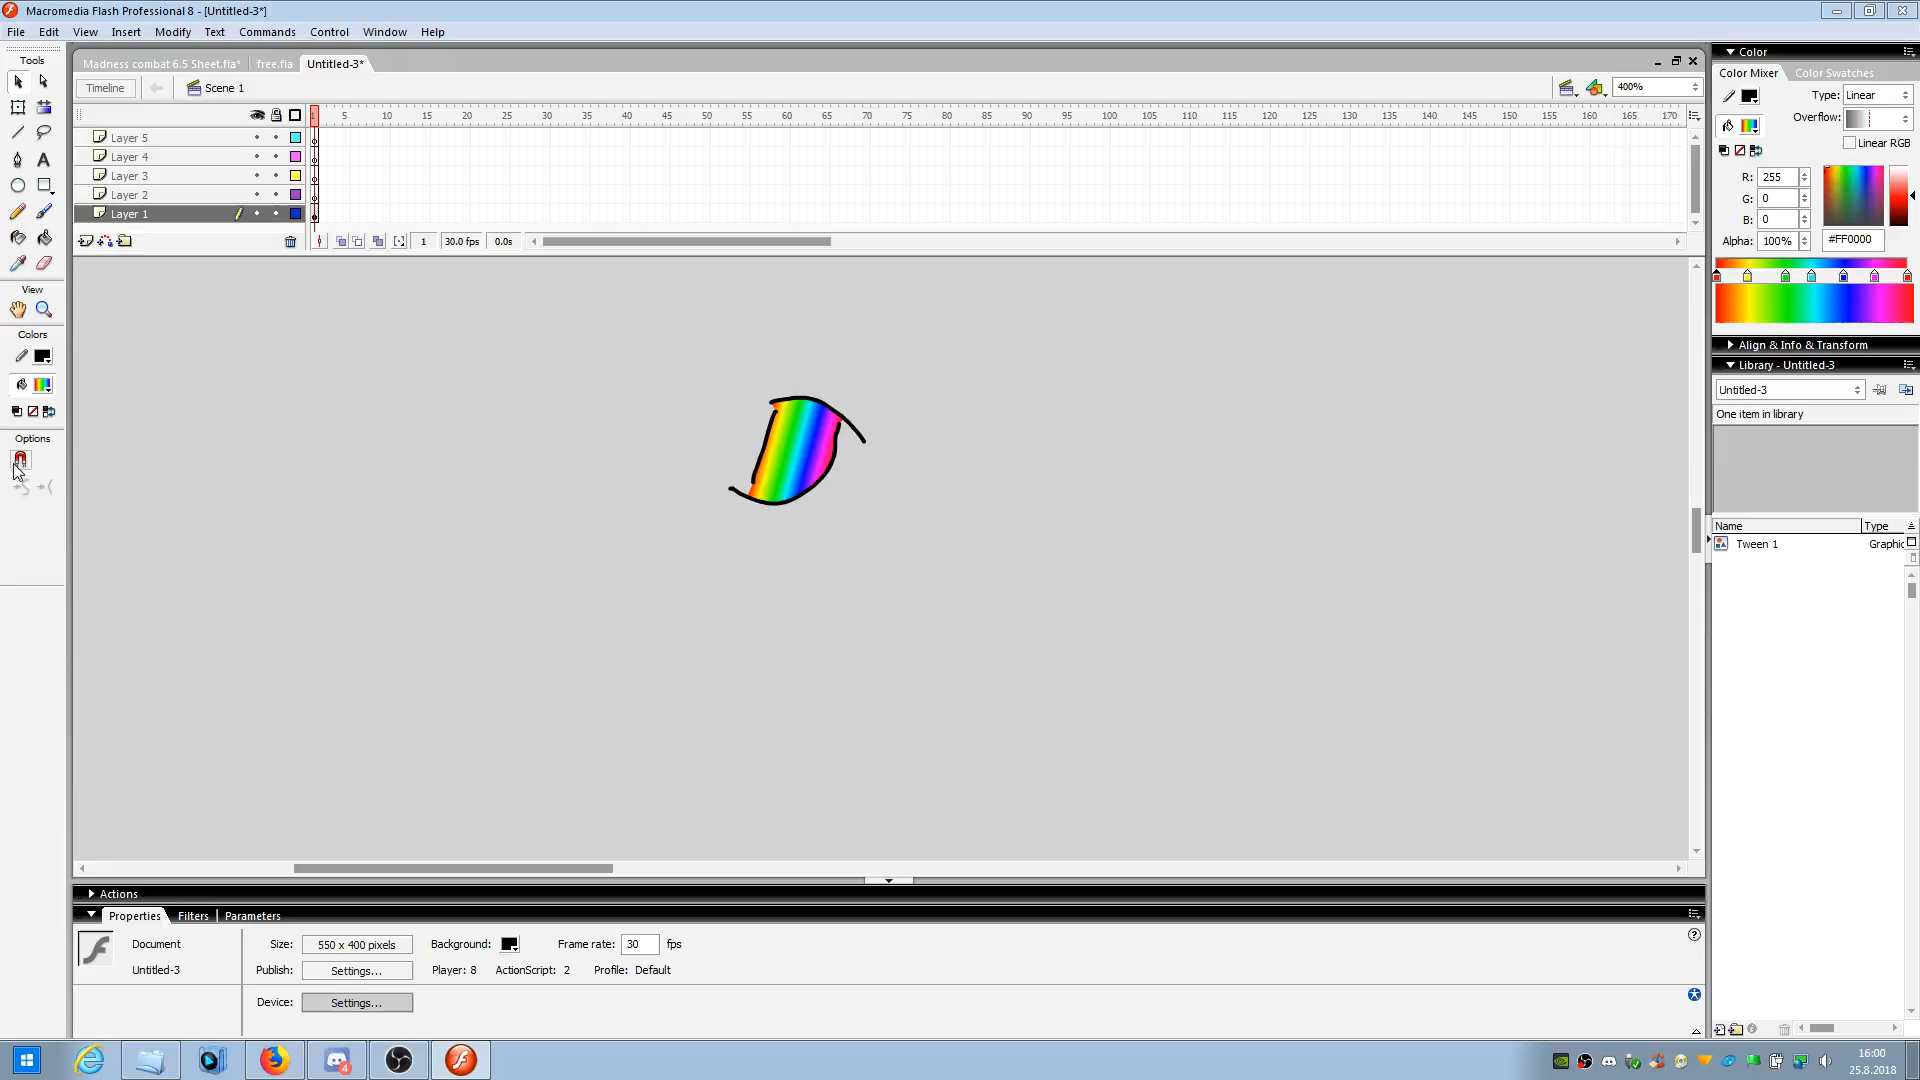 Macromedia Flash Professional 8 - [Untitled-3*]
File Edit View Insert Modify Text Commands Control Window Help
Tools
Madness combat 6.5 Sheet.fla* free.fla Untitled-3*
Timeline Scene 1 400%
1 5 10 15 20 25 30 35 40 45 50 55 60 65 70 75 80 85 90 95 100 105 110 115 120 125 130 135 140 145 150 155 160 165 170
Layer 5
Layer 4
Layer 3
Layer 2
Layer 1
1 30.0 fps 0.0s
View
Colors
Options
Color
Color Mixer Color Swatches
Type: Linear
Overflow:
Linear RGB
R: 255
G: 0
B: 0
Alpha: 100% #FF0000
Align & Info & Transform
Library - Untitled-3
Untitled-3
One item in library
Name Type
Tween 1 Graphic
Actions
Properties Filters Parameters
Document
Untitled-3
Size: 550 x 400 pixels Background: Frame rate: 30 fps
Publish: Settings... Player: 8 ActionScript: 2 Profile: Default
Device: Settings...
4
16:00
25.8.2018